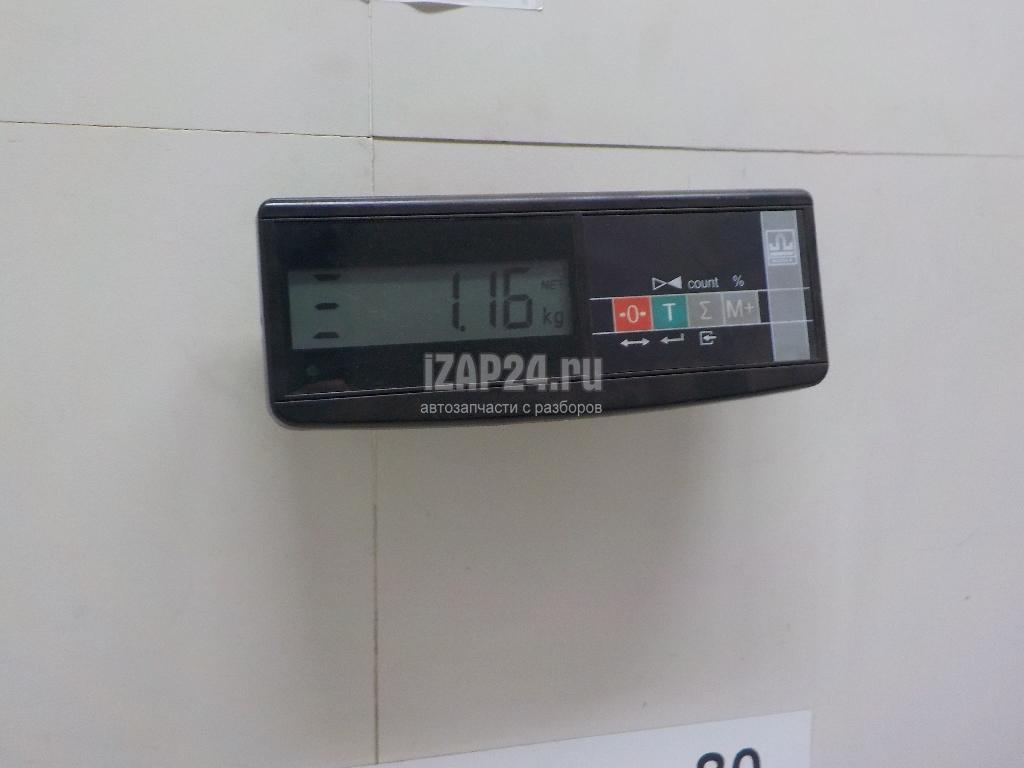 1.16
NET
kg
count %
·0· T Σ M+
iZAP24.ru
автозапчасти с разборов